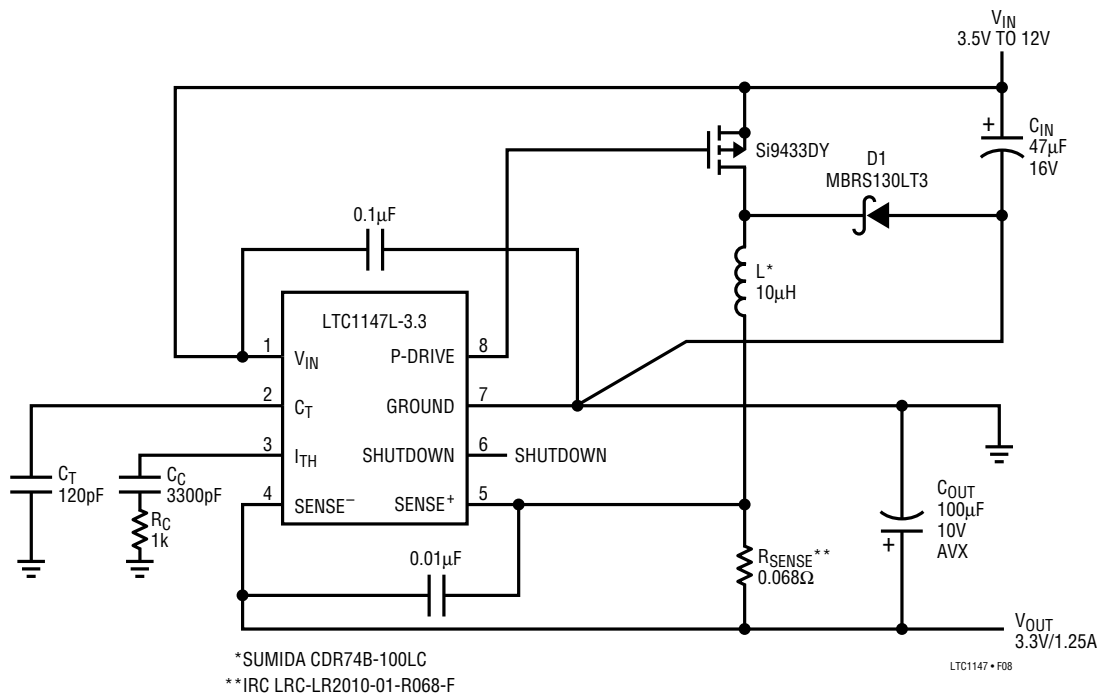 VIN
3.5V TO 12V
+
CIN
47µF
16V
Si9433DY
D1
MBRS130LT3
0.1µF
L*
10µH
LTC1147L-3.3
1
VIN
P-DRIVE
8
2
CT
GROUND
7
3
ITH
SHUTDOWN
6
SHUTDOWN
4
SENSE−
SENSE+
5
CT
120pF
CC
3300pF
RC
1k
0.01µF
RSENSE**
0.068Ω
COUT
100µF
10V
AVX
+
VOUT
3.3V/1.25A
*SUMIDA CDR74B-100LC
**IRC LRC-LR2010-01-R068-F
LTC1147 • F08